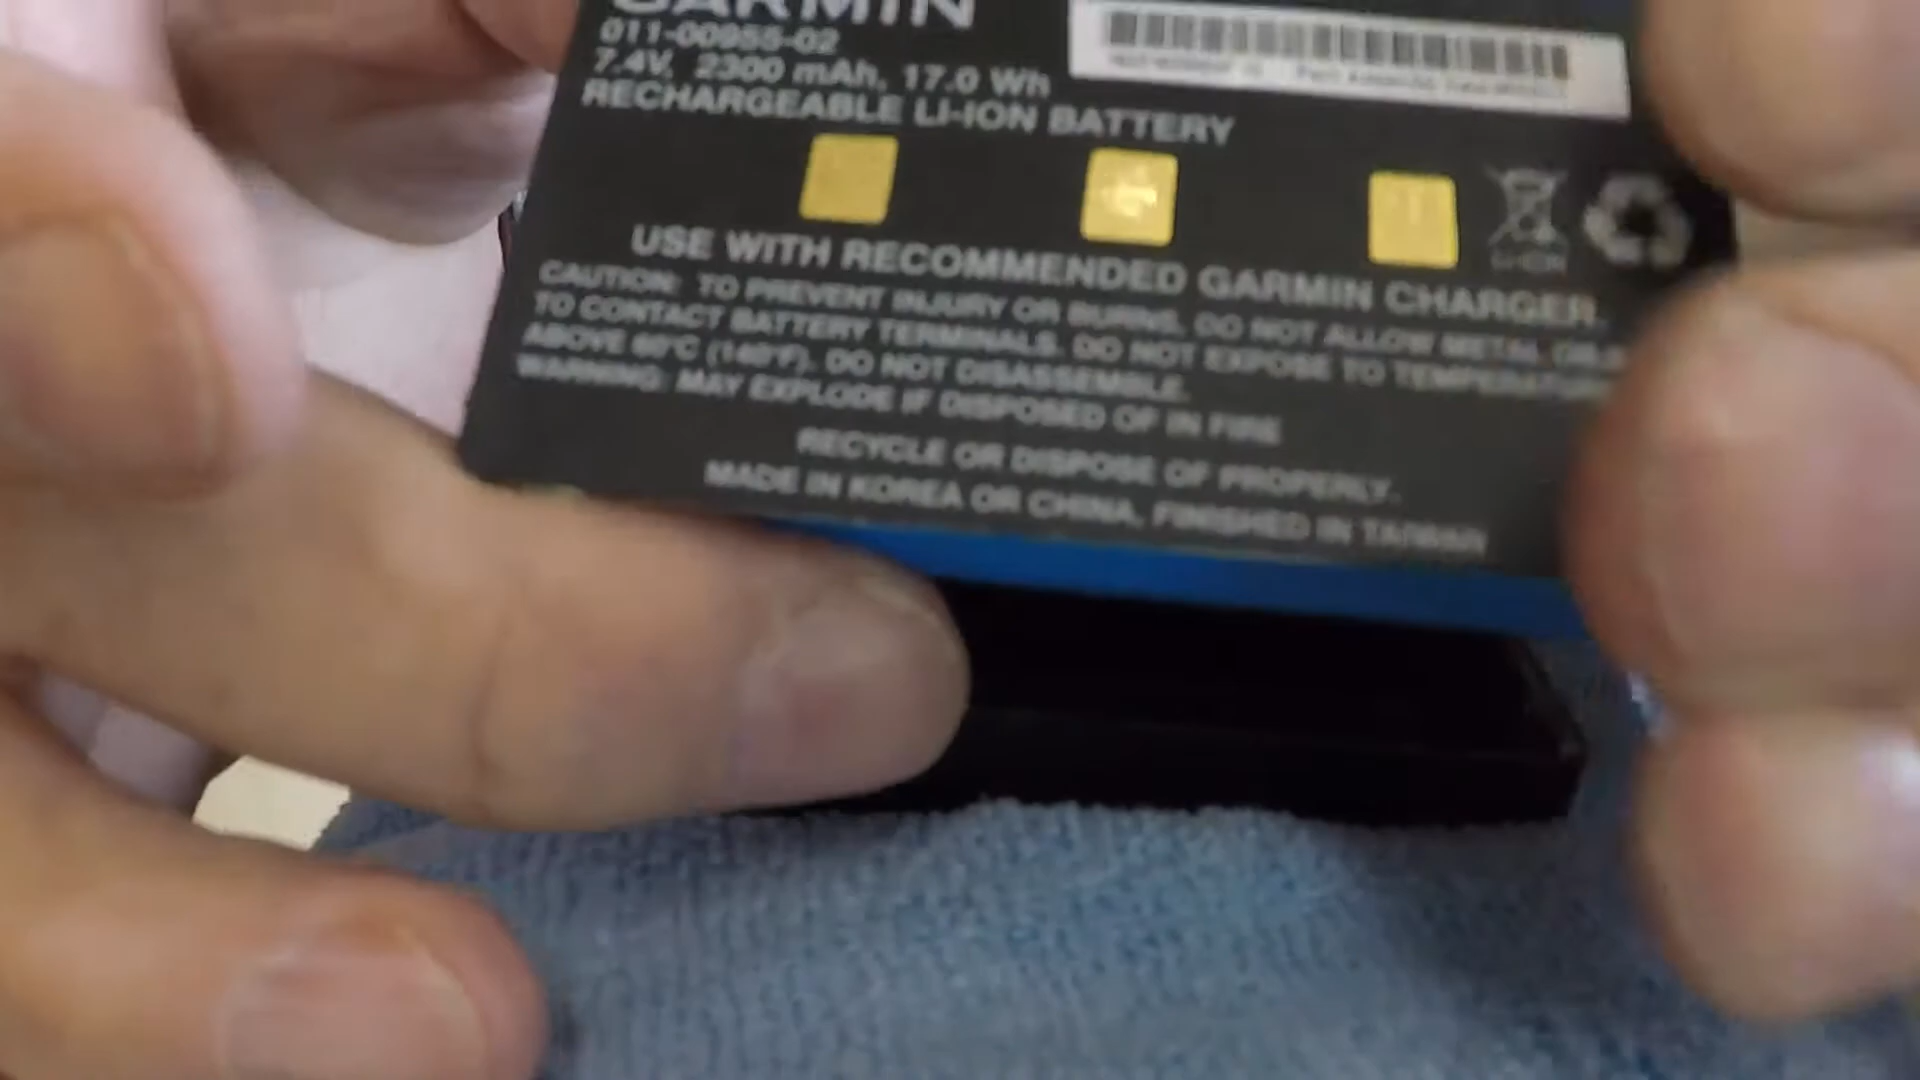 GARMIN
011-00955-02
7.4V, 2300 mAh, 17.0 Wh
RECHARGEABLE LI-ION BATTERY
LI-ION
USE WITH RECOMMENDED GARMIN CHARGER.
CAUTION: TO PREVENT INJURY OR BURNS, DO NOT ALLOW METAL
TO CONTACT BATTERY TERMINALS. DO NOT EXPOSE TO TEMPERATURE
ABOVE 60°C (140°F). DO NOT DISASSEMBLE.
WARNING: MAY EXPLODE IF DISPOSED OF IN FIRE
RECYCLE OR DISPOSE OF PROPERLY.
MADE IN KOREA OR CHINA, FINISHED IN TAIWAN